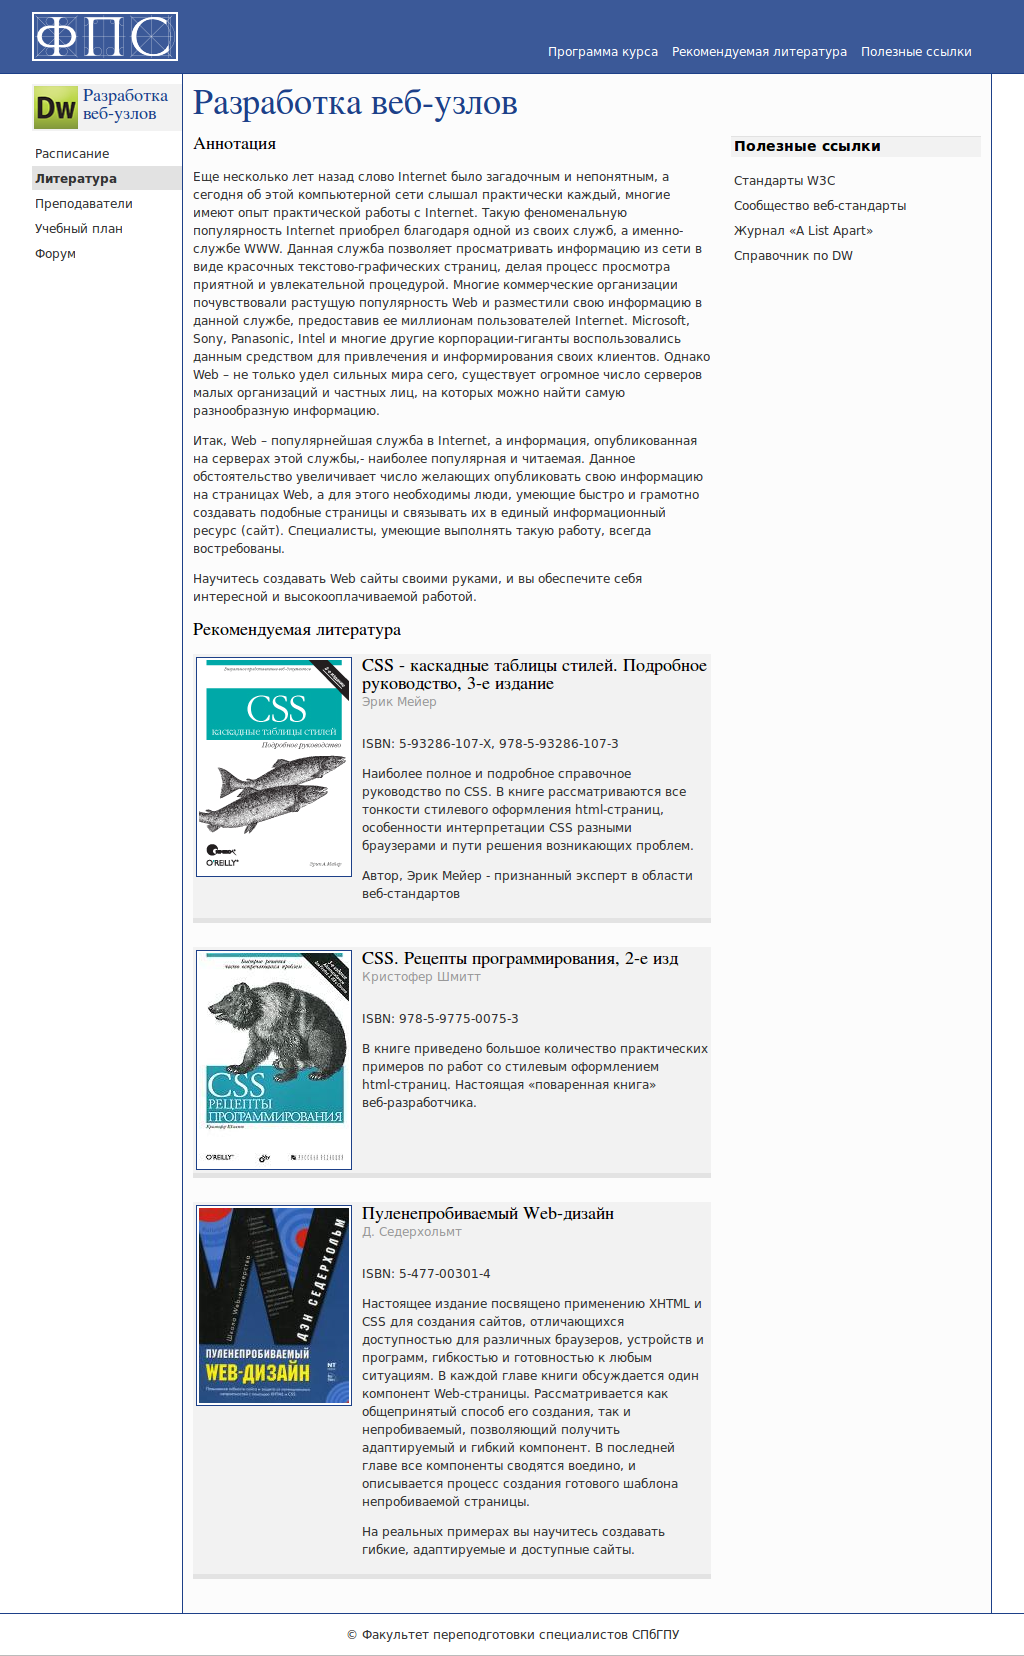 ФПС
Программа курса Рекомендуемая литература Полезные ссылки
Dw
Разработка
веб-узлов
Расписание
Литература
Преподаватели
Учебный план
Форум
Разработка веб-узлов
Аннотация
Еще несколько лет назад слово Internet было загадочным и непонятным, а
сегодня об этой компьютерной сети слышал практически каждый, многие
имеют опыт практической работы с Internet. Такую феноменальную
популярность Internet приобрел благодаря одной из своих служб, а именно-
службе WWW. Данная служба позволяет просматривать информацию из сети в
виде красочных текстово-графических страниц, делая процесс просмотра
приятной и увлекательной процедурой. Многие коммерческие организации
почувствовали растущую популярность Web и разместили свою информацию в
данной службе, предоставив ее миллионам пользователей Internet. Microsoft,
Sony, Panasonic, Intel и многие другие корпорации-гиганты воспользовались
данным средством для привлечения и информирования своих клиентов. Однако
Web – не только удел сильных мира сего, существует огромное число серверов
малых организаций и частных лиц, на которых можно найти самую
разнообразную информацию.
Итак, Web – популярнейшая служба в Internet, а информация, опубликованная
на серверах этой службы,- наиболее популярная и читаемая. Данное
обстоятельство увеличивает число желающих опубликовать свою информацию
на страницах Web, а для этого необходимы люди, умеющие быстро и грамотно
создавать подобные страницы и связывать их в единый информационный
ресурс (сайт). Специалисты, умеющие выполнять такую работу, всегда
востребованы.
Научитесь создавать Web сайты своими руками, и вы обеспечите себя
интересной и высокооплачиваемой работой.
Рекомендуемая литература
CSS
каскадные таблицы стилей
Подробное руководство
O'REILLY
Эрик А. Мейер
CSS - каскадные таблицы стилей. Подробное
руководство, 3-е издание
Эрик Мейер
ISBN: 5-93286-107-X, 978-5-93286-107-3
Наиболее полное и подробное справочное
руководство по CSS. В книге рассматриваются все
тонкости стилевого оформления html-страниц,
особенности интерпретации CSS разными
браузерами и пути решения возникающих проблем.
Автор, Эрик Мейер - признанный эксперт в области
веб-стандартов
Быстрые решения
часто встречающихся проблем
CSS
РЕЦЕПТЫ
ПРОГРАММИРОВАНИЯ
O'REILLY
CSS. Рецепты программирования, 2-е изд
Кристофер Шмитт
ISBN: 978-5-9775-0075-3
В книге приведено большое количество практических
примеров по работ со стилевым оформлением
html-страниц. Настоящая «поваренная книга»
веб-разработчика.
Школа Web-мастерства
ДЭН СЕДЕРХОЛЬМ
ПУЛЕНЕПРОБИВАЕМЫЙ
WEB-ДИЗАЙН
NT
Пуленепробиваемый Web-дизайн
Д. Седерхольмт
ISBN: 5-477-00301-4
Настоящее издание посвящено применению XHTML и
CSS для создания сайтов, отличающихся
доступностью для различных браузеров, устройств и
программ, гибкостью и готовностью к любым
ситуациям. В каждой главе книги обсуждается один
компонент Web-страницы. Рассматривается как
общепринятый способ его создания, так и
непробиваемый, позволяющий получить
адаптируемый и гибкий компонент. В последней
главе все компоненты сводятся воедино, и
описывается процесс создания готового шаблона
непробиваемой страницы.
На реальных примерах вы научитесь создавать
гибкие, адаптируемые и доступные сайты.
Полезные ссылки
Стандарты W3C
Сообщество веб-стандарты
Журнал «A List Apart»
Справочник по DW
© Факультет переподготовки специалистов СПбГПУ